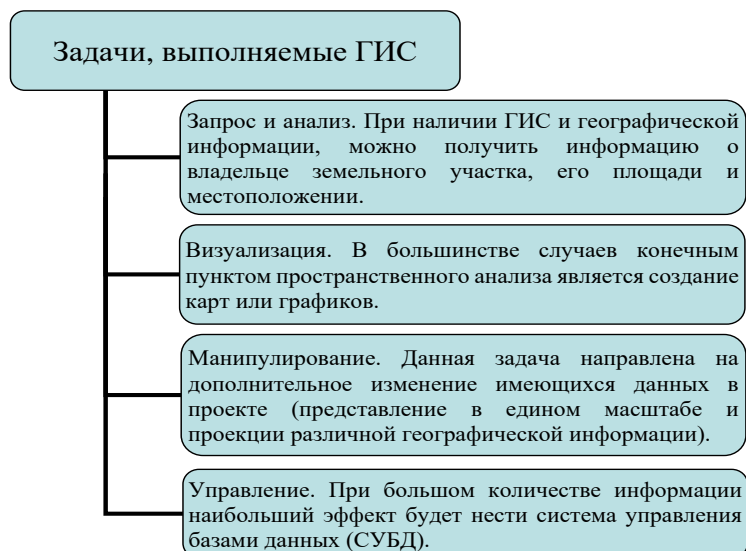 Задачи, выполняемые ГИС
Запрос и анализ. При наличии ГИС и географической
информации, можно получить информацию о
владельце земельного участка, его площади и
местоположении.
Визуализация. В большинстве случаев конечным
пунктом пространственного анализа является создание
карт или графиков.
Манипулирование. Данная задача направлена на
дополнительное изменение имеющихся данных в
проекте (представление в едином масштабе и
проекции различной географической информации).
Управление. При большом количестве информации
наибольший эффект будет нести система управления
базами данных (СУБД).